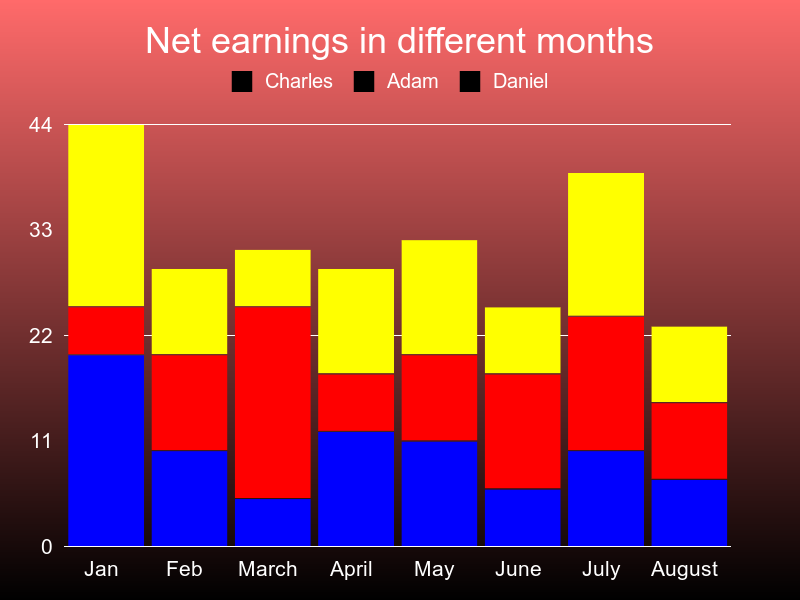 Net earnings in different months
Charles Adam Daniel
44
33
22
11
0
Jan Feb March April May June July August